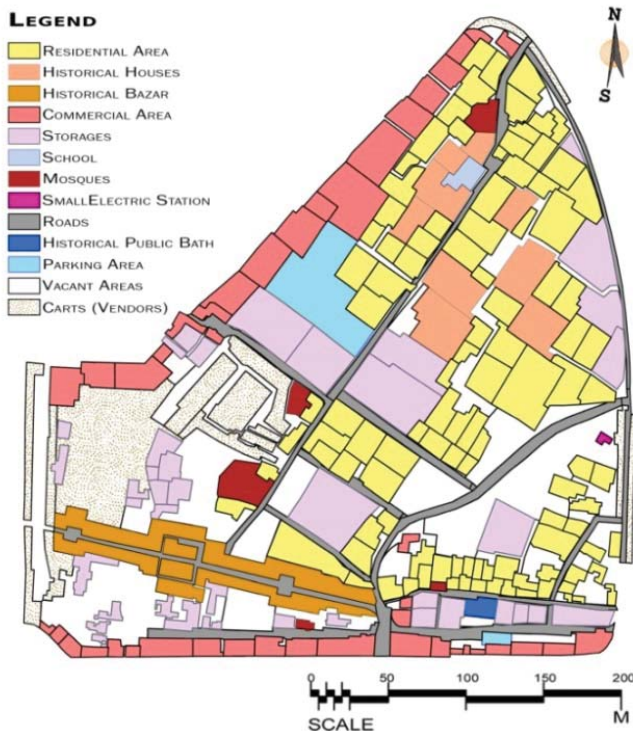 LEGEND
RESIDENTIAL AREA
HISTORICAL HOUSES
HISTORICAL BAZAR
COMMERCIAL AREA
STORAGES
SCHOOL
MOSQUES
SMALLELECTRIC STATION
ROADS
HISTORICAL PUBLIC BATH
PARKING AREA
VACANT AREAS
CARTS (VENDORS)
N
S
0 50 100 150 200
M
SCALE